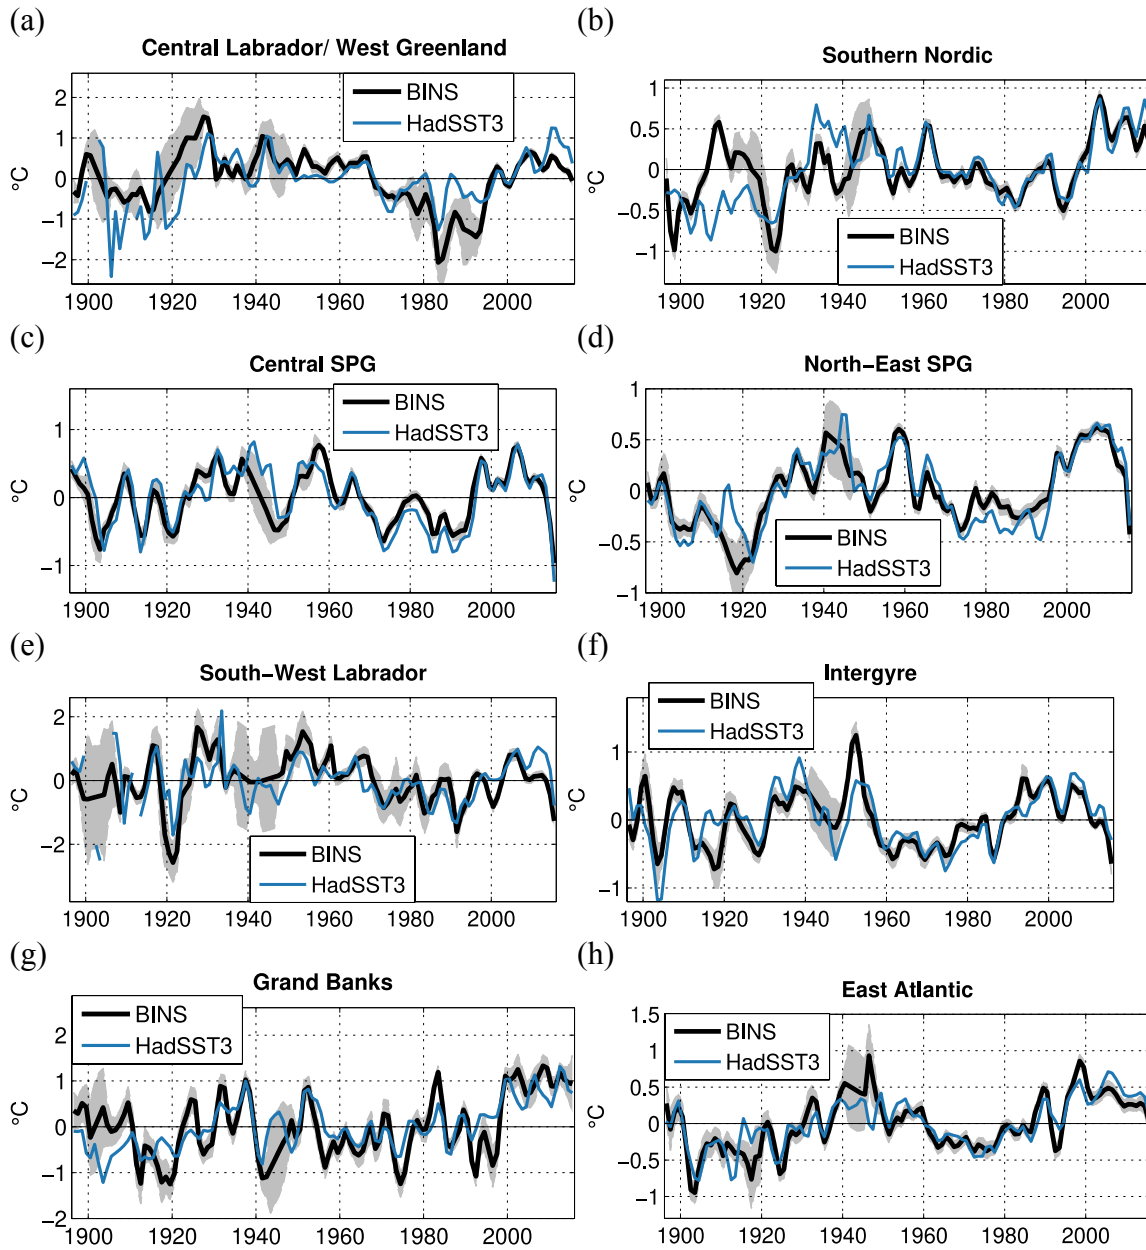 (a)
Central Labrador/ West Greenland
BINS
HadSST3
°C
2
1
0
−1
−2
1900 1920 1940 1960 1980 2000
(b)
Southern Nordic
BINS
HadSST3
°C
1
0.5
0
−0.5
−1
1900 1920 1940 1960 1980 2000
(c)
Central SPG
BINS
HadSST3
°C
1
0
−1
1900 1920 1940 1960 1980 2000
(d)
North−East SPG
BINS
HadSST3
°C
1
0.5
0
−0.5
−1
1900 1920 1940 1960 1980 2000
(e)
South−West Labrador
BINS
HadSST3
°C
2
0
−2
1900 1920 1940 1960 1980 2000
(f)
Intergyre
BINS
HadSST3
°C
1
0
−1
1900 1920 1940 1960 1980 2000
(g)
Grand Banks
BINS
HadSST3
°C
2
1
0
−1
−2
1900 1920 1940 1960 1980 2000
(h)
East Atlantic
BINS
HadSST3
°C
1.5
1
0.5
0
−0.5
−1
1900 1920 1940 1960 1980 2000